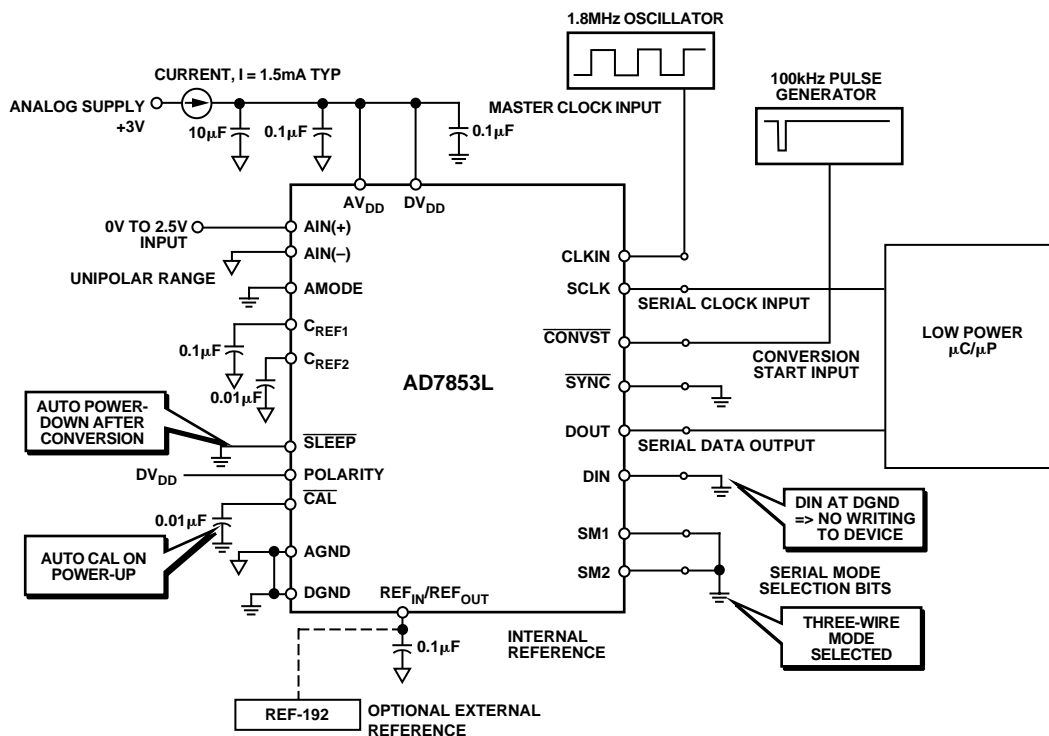 1.8MHz OSCILLATOR
CURRENT, I = 1.5mA TYP
100kHz PULSE
GENERATOR
ANALOG SUPPLY
+3V
MASTER CLOCK INPUT
10µF
0.1µF
0.1µF
AVDD
DVDD
0V TO 2.5V
INPUT
AIN(+)
AIN(–)
UNIPOLAR RANGE
AMODE
CREF1
0.1µF
CREF2
0.01µF
AUTO POWER-
DOWN AFTER
CONVERSION
SLEEP
DVDD
POLARITY
CAL
0.01µF
AUTO CAL ON
POWER-UP
AGND
DGND
REFIN/REFOUT
AD7853L
CLKIN
SCLK
SERIAL CLOCK INPUT
CONVST
CONVERSION
START INPUT
SYNC
DOUT
SERIAL DATA OUTPUT
DIN
DIN AT DGND
=> NO WRITING
TO DEVICE
SM1
SM2
SERIAL MODE
SELECTION BITS
THREE-WIRE
MODE
SELECTED
LOW POWER
µC/µP
0.1µF
INTERNAL
REFERENCE
REF-192
OPTIONAL EXTERNAL
REFERENCE